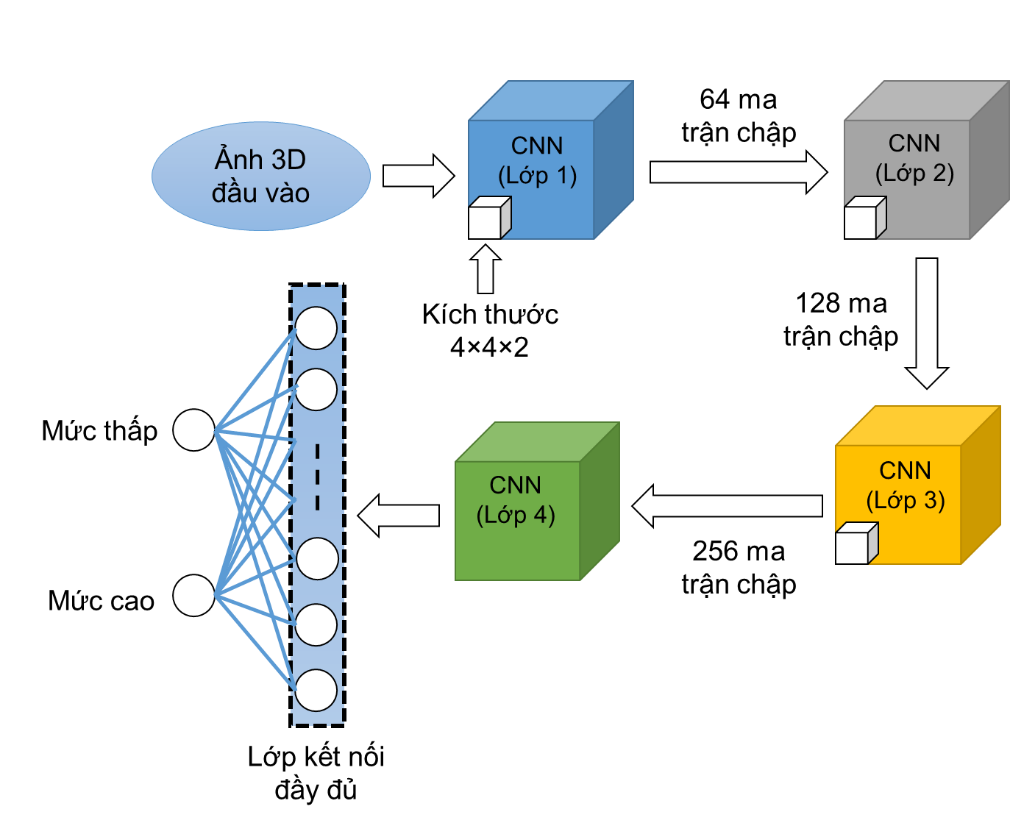 Ảnh 3D
đầu vào
CNN
(Lớp 1)
64 ma
trận chập
CNN
(Lớp 2)
Kích thước
4×4×2
128 ma
trận chập
CNN
(Lớp 3)
256 ma
trận chập
CNN
(Lớp 4)
Mức thấp
Mức cao
Lớp kết nối
đầy đủ